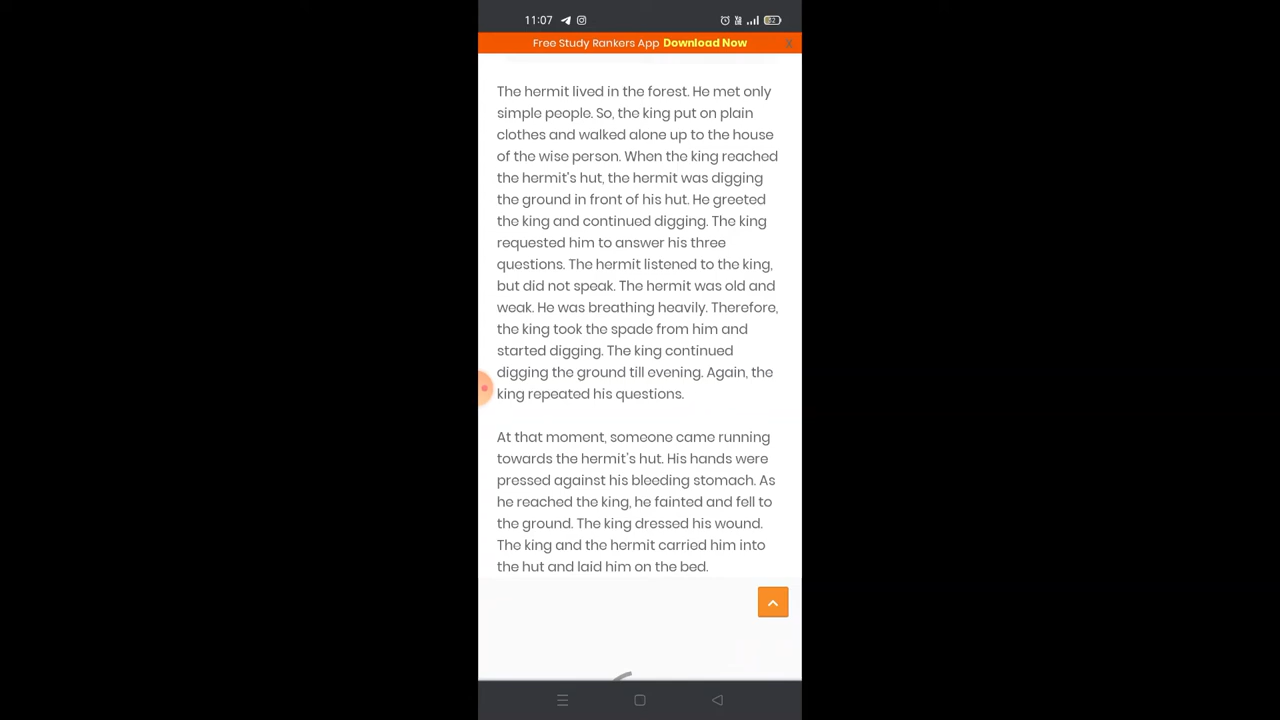 11:07
Free Study Rankers App Download Now X
The hermit lived in the forest. He met only
simple people. So, the king put on plain
clothes and walked alone up to the house
of the wise person. When the king reached
the hermit's hut, the hermit was digging
the ground in front of his hut. He greeted
the king and continued digging. The king
requested him to answer his three
questions. The hermit listened to the king,
but did not speak. The hermit was old and
weak. He was breathing heavily. Therefore,
the king took the spade from him and
started digging. The king continued
digging the ground till evening. Again, the
king repeated his questions.
At that moment, someone came running
towards the hermit's hut. His hands were
pressed against his bleeding stomach. As
he reached the king, he fainted and fell to
the ground. The king dressed his wound.
The king and the hermit carried him into
the hut and laid him on the bed.